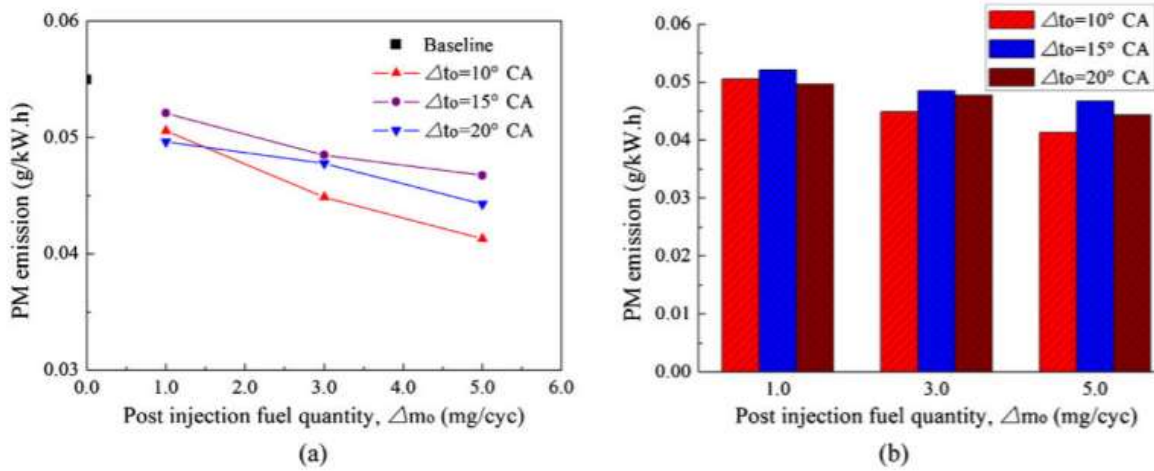 (a)
0.06
0.05
0.04
0.03
PM emission (g/kW.h)
Baseline
△to=10° CA
△to=15° CA
△to=20° CA
0.0 1.0 2.0 3.0 4.0 5.0 6.0
Post injection fuel quantity, △mo (mg/cyc)
(a)
(b)
0.06
0.05
0.04
0.03
0.02
0.01
0.00
PM emission (g/kW.h)
△to=10° CA
△to=15° CA
△to=20° CA
1.0 3.0 5.0
Post injection fuel quantity, △mo (mg/cyc)
(b)